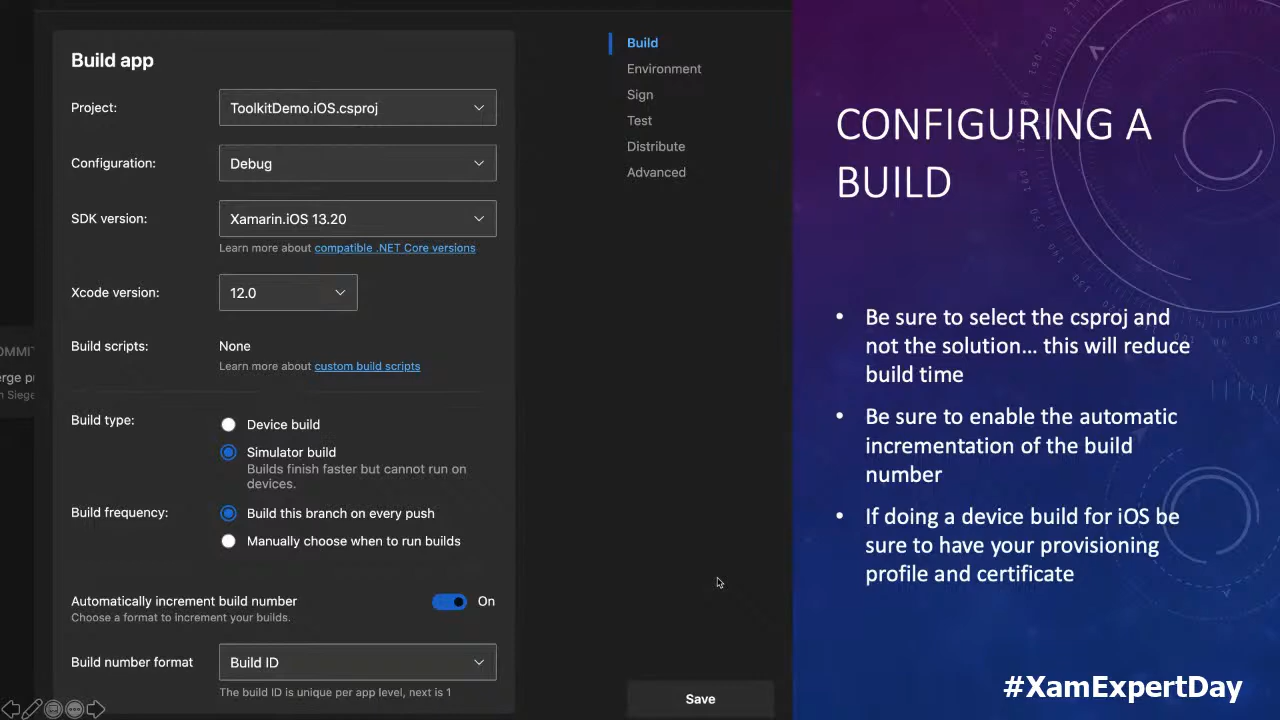 Build app
Project:
ToolkitDemo.iOS.csproj
Configuration:
Debug
SDK version:
Xamarin.iOS 13.20
Learn more about compatible .NET Core versions
Xcode version:
12.0
Build scripts:
None
Learn more about custom build scripts
Build type:
Device build
Simulator build
Builds finish faster but cannot run on
devices.
Build frequency:
Build this branch on every push
Manually choose when to run builds
Automatically increment build number
On
Choose a format to increment your builds.
Build number format
Build ID
The build ID is unique per app level, next is 1
Build
Environment
Sign
Test
Distribute
Advanced
Save
CONFIGURING A
BUILD
• Be sure to select the csproj and
not the solution... this will reduce
build time
• Be sure to enable the automatic
incrementation of the build
number
• If doing a device build for iOS be
sure to have your provisioning
profile and certificate
#XamExpertDay